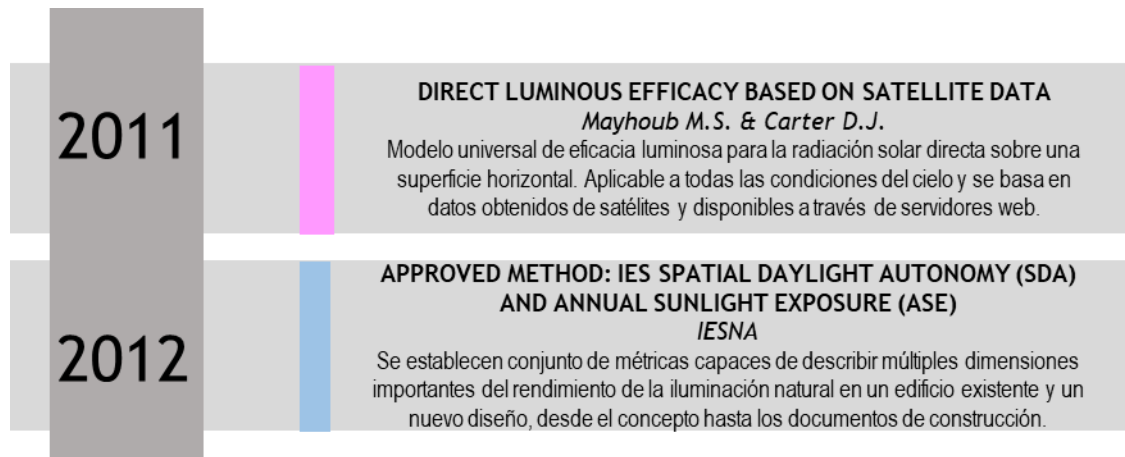 2011
DIRECT LUMINOUS EFFICACY BASED ON SATELLITE DATA
Mayhoub M.S. & Carter D.J.
Modelo universal de eficacia luminosa para la radiación solar directa sobre una
superficie horizontal. Aplicable a todas las condiciones del cielo y se basa en
datos obtenidos de satélites y disponibles a través de servidores web.
2012
APPROVED METHOD: IES SPATIAL DAYLIGHT AUTONOMY (SDA)
AND ANNUAL SUNLIGHT EXPOSURE (ASE)
IESNA
Se establecen conjunto de métricas capaces de describir múltiples dimensiones
importantes del rendimiento de la iluminación natural en un edificio existente y un
nuevo diseño, desde el concepto hasta los documentos de construcción.